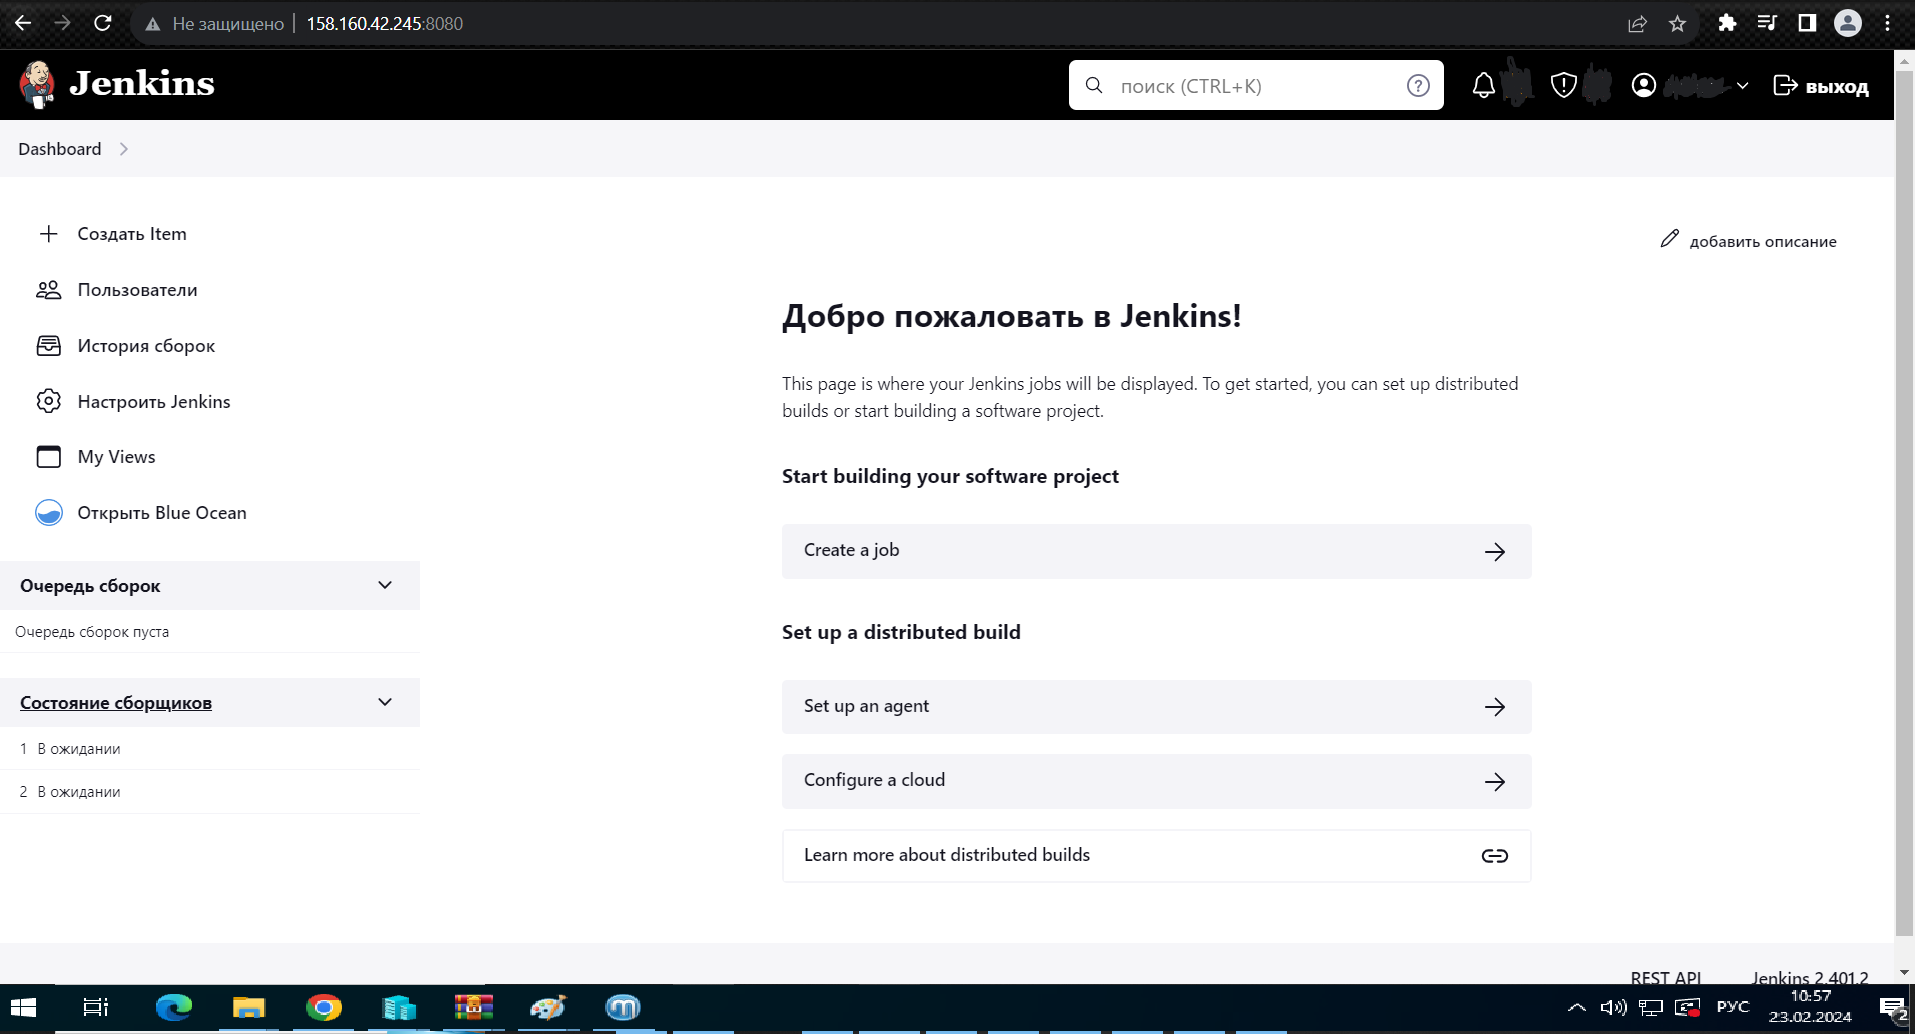 Не защищено
158.160.42.245:8080
Jenkins
поиск (CTRL+K)
выход
Dashboard
Создать Item
Пользователи
История сборок
Настроить Jenkins
My Views
Открыть Blue Ocean
Очередь сборок
Очередь сборок пуста
Состояние сборщиков
1 В ожидании
2 В ожидании
добавить описание
Добро пожаловать в Jenkins!
This page is where your Jenkins jobs will be displayed. To get started, you can set up distributed
builds or start building a software project.
Start building your software project
Create a job
Set up a distributed build
Set up an agent
Configure a cloud
Learn more about distributed builds
REST API
Jenkins 2.401.2
РУС
10:57
23.02.2024
2